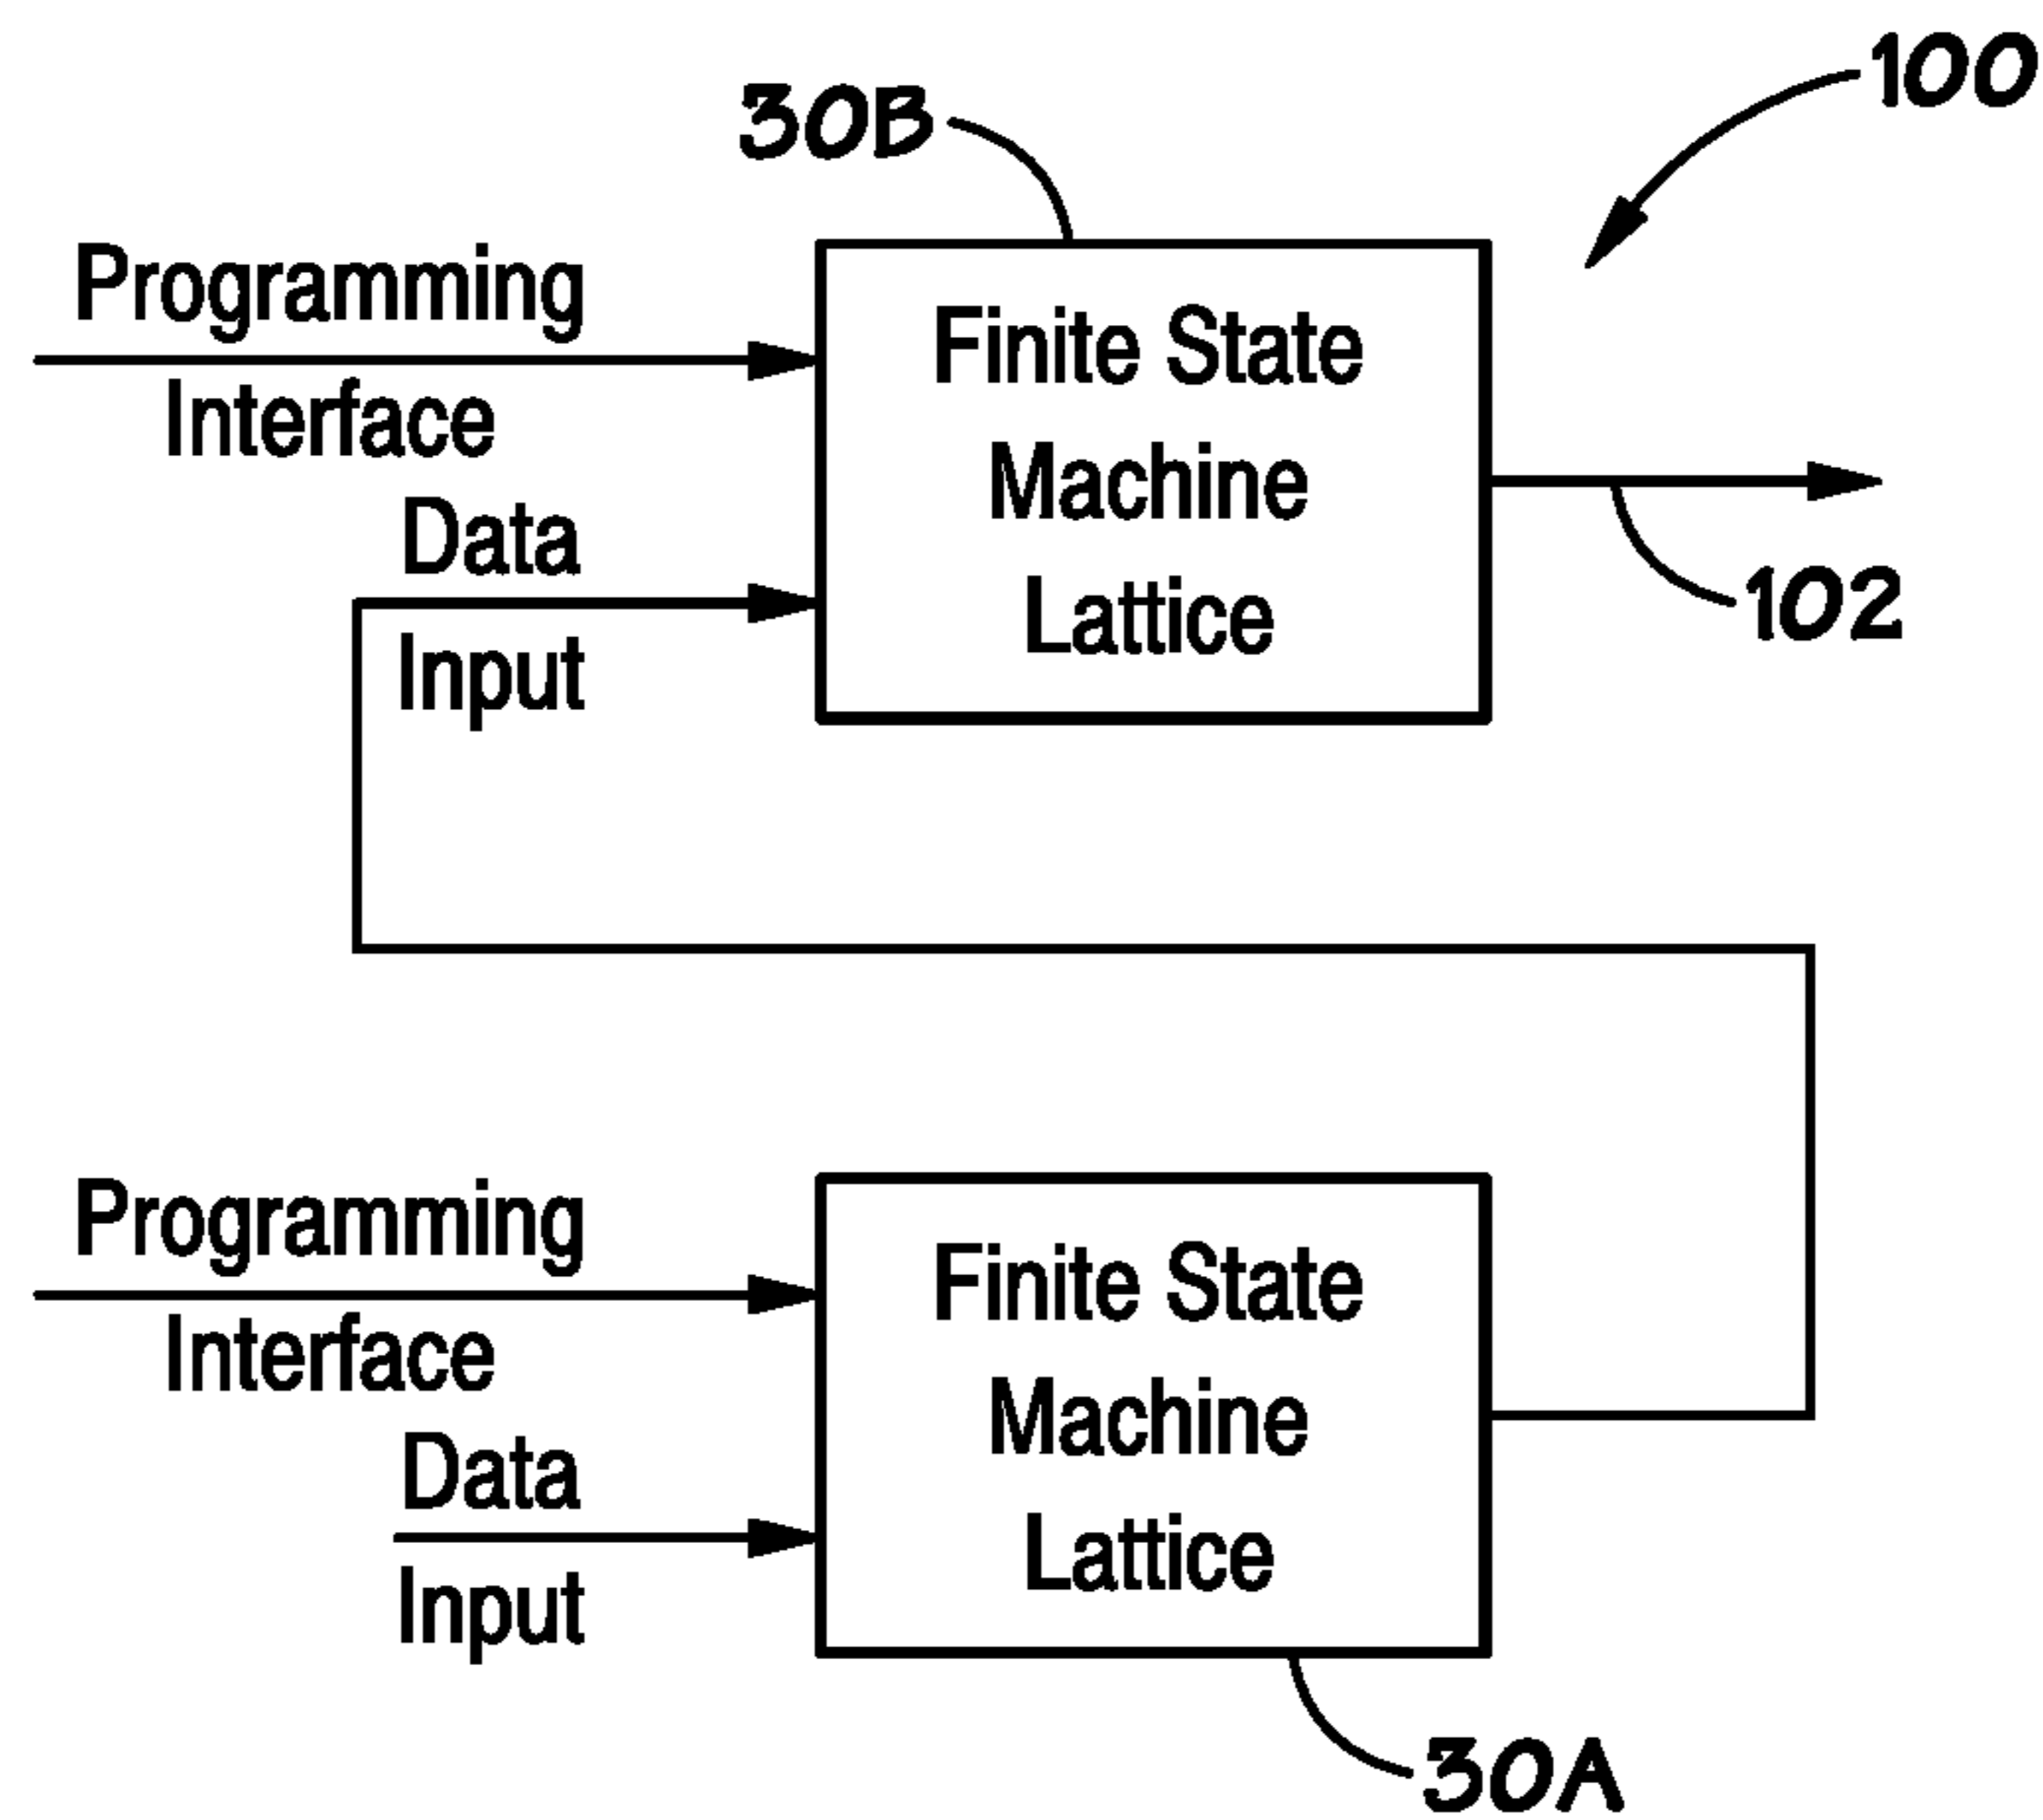 100
30B
Programming
Interface
Data
Input
Finite State
Machine
Lattice
102
Programming
Interface
Data
Input
Finite State
Machine
Lattice
30A